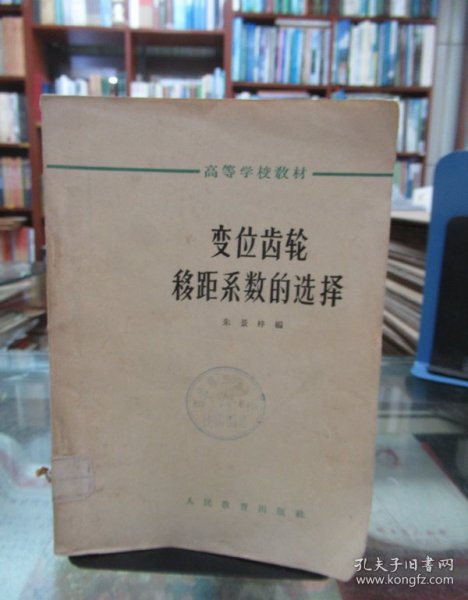 高等学校教材
变位齿轮
移距系数的选择
朱景梓編
人民教育出版社
孔夫子旧书网
www.kongfz.com